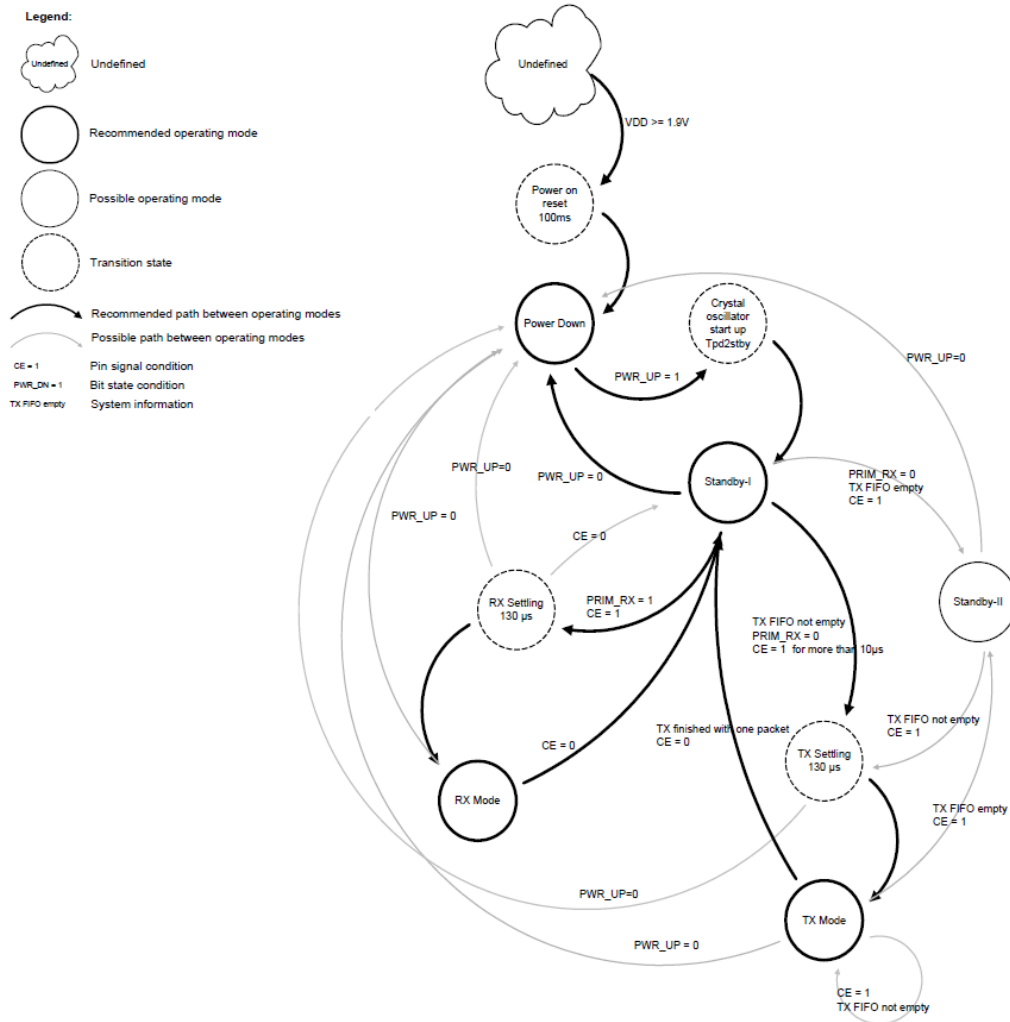 Legend:
Undefined
Undefined
Recommended operating mode
Possible operating mode
Transition state
Recommended path between operating modes
Possible path between operating modes
CE = 1
Pin signal condition
PWR_DN = 1
Bit state condition
TX FIFO empty
System information
Undefined
VDD >= 1.9V
Power on
reset
100ms
Power Down
Crystal
oscillator
start up
Tpd2stby
PWR_UP=0
PWR_UP = 1
PWR_UP=0
PWR_UP = 0
Standby-I
PRIM_RX = 0
TX FIFO empty
CE = 1
PWR_UP = 0
CE = 0
RX Settling
130 µs
PRIM_RX = 1
CE = 1
Standby-II
TX FIFO not empty
PRIM_RX = 0
CE = 1 for more than 10µs
TX FIFO not empty
CE = 1
TX finished with one packet
CE = 0
CE = 0
TX Settling
130 µs
RX Mode
TX FIFO empty
CE = 1
PWR_UP=0
TX Mode
PWR_UP = 0
CE = 1
TX FIFO not empty